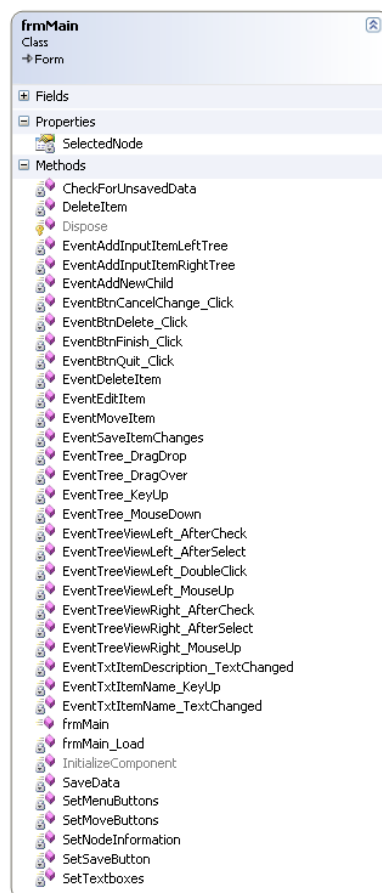 frmMain
Class
Form
Fields
Properties
SelectedNode
Methods
CheckForUnsavedData
DeleteItem
Dispose
EventAddInputItemLeftTree
EventAddInputItemRightTree
EventAddNewChild
EventBtnCancelChange_Click
EventBtnDelete_Click
EventBtnFinish_Click
EventBtnQuit_Click
EventDeleteItem
EventEditItem
EventMoveItem
EventSaveItemChanges
EventTree_DragDrop
EventTree_DragOver
EventTree_KeyUp
EventTree_MouseDown
EventTreeViewLeft_AfterCheck
EventTreeViewLeft_AfterSelect
EventTreeViewLeft_DoubleClick
EventTreeViewLeft_MouseUp
EventTreeViewRight_AfterCheck
EventTreeViewRight_AfterSelect
EventTreeViewRight_MouseUp
EventTxtItemDescription_TextChanged
EventTxtItemName_KeyUp
EventTxtItemName_TextChanged
frmMain
frmMain_Load
InitializeComponent
SaveData
SetMenuButtons
SetMoveButtons
SetNodeInformation
SetSaveButton
SetTextboxes